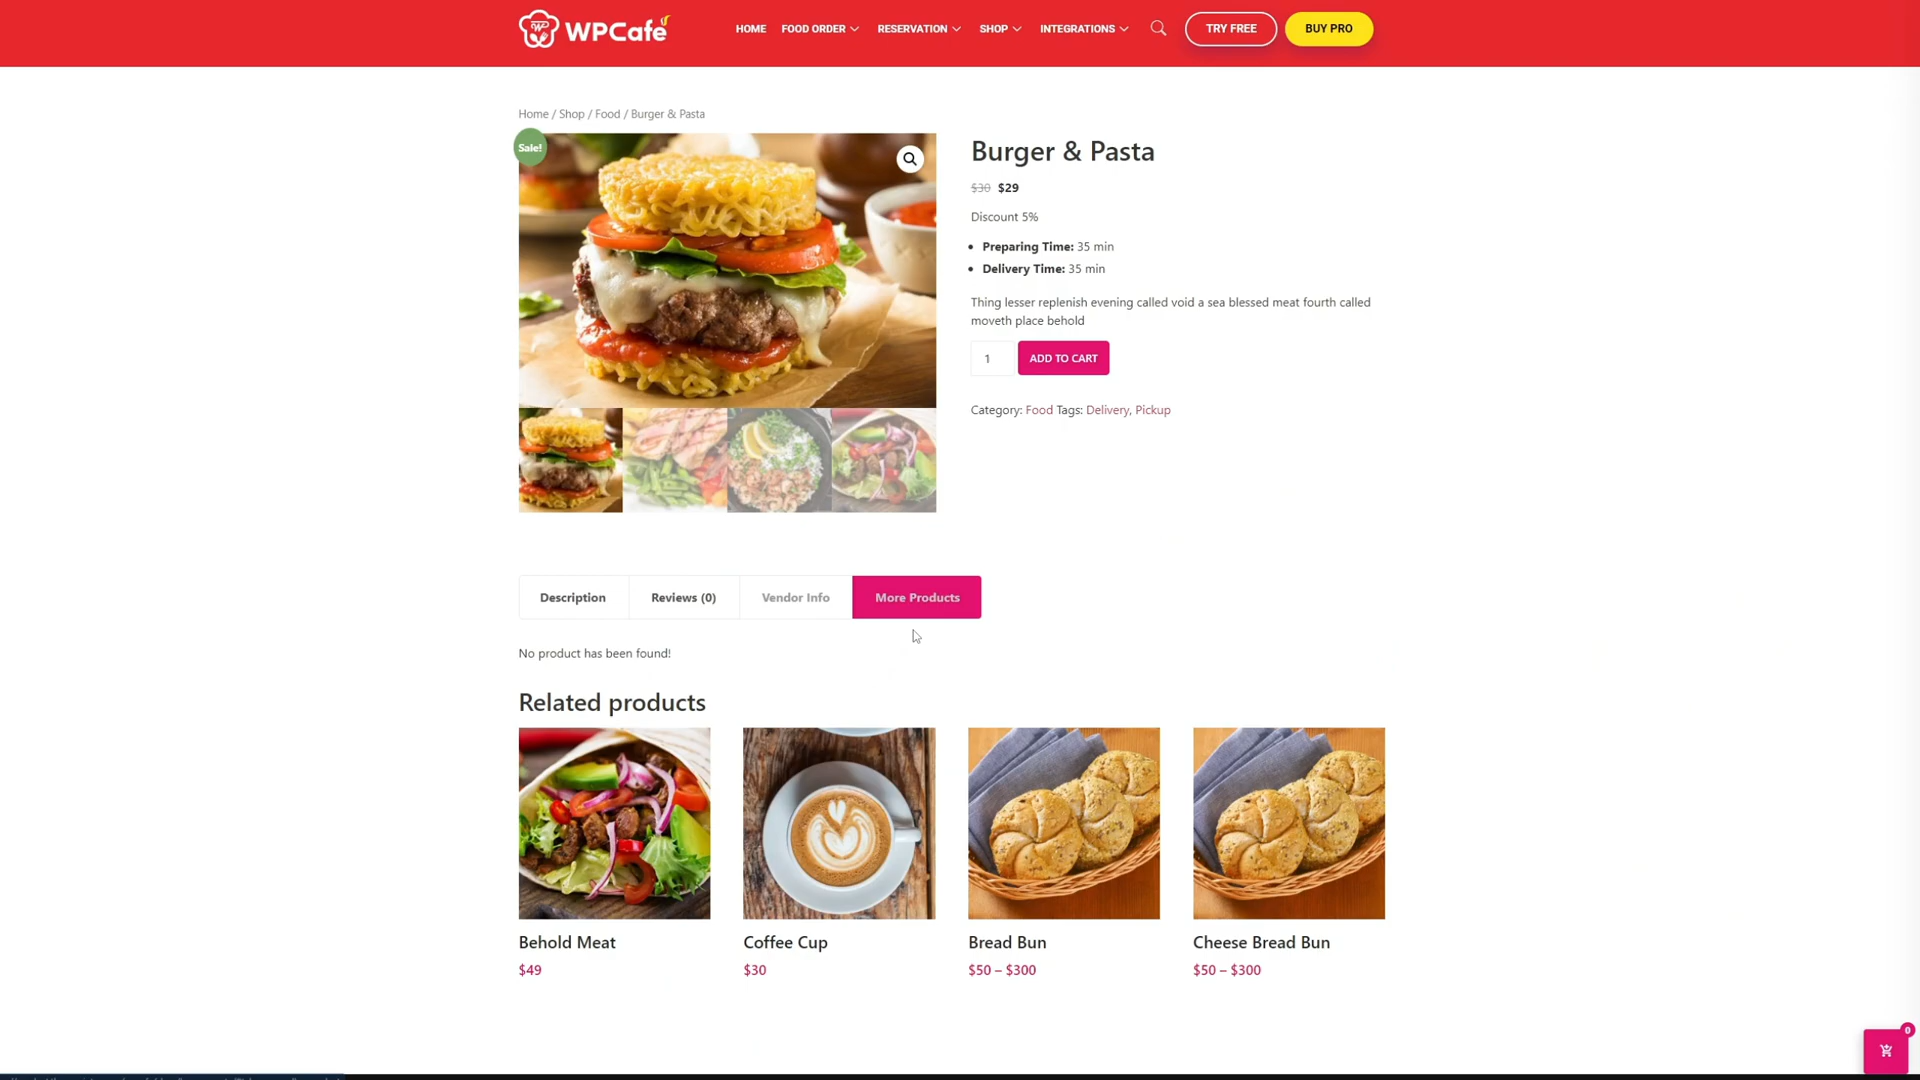 WPCafe
HOME FOOD ORDER RESERVATION SHOP INTEGRATIONS TRY FREE BUY PRO
Home / Shop / Food / Burger & Pasta
Sale!
Burger & Pasta
$30 $29
Discount 5%
Preparing Time: 35 min
Delivery Time: 35 min
Thing lesser replenish evening called void a sea blessed meat fourth called
moveth place behold
1 ADD TO CART
Category: Food Tags: Delivery, Pickup
Description Reviews (0) Vendor Info More Products
No product has been found!
Related products
Behold Meat Coffee Cup Bread Bun Cheese Bread Bun
$49 $30 $50 – $300 $50 – $300
0